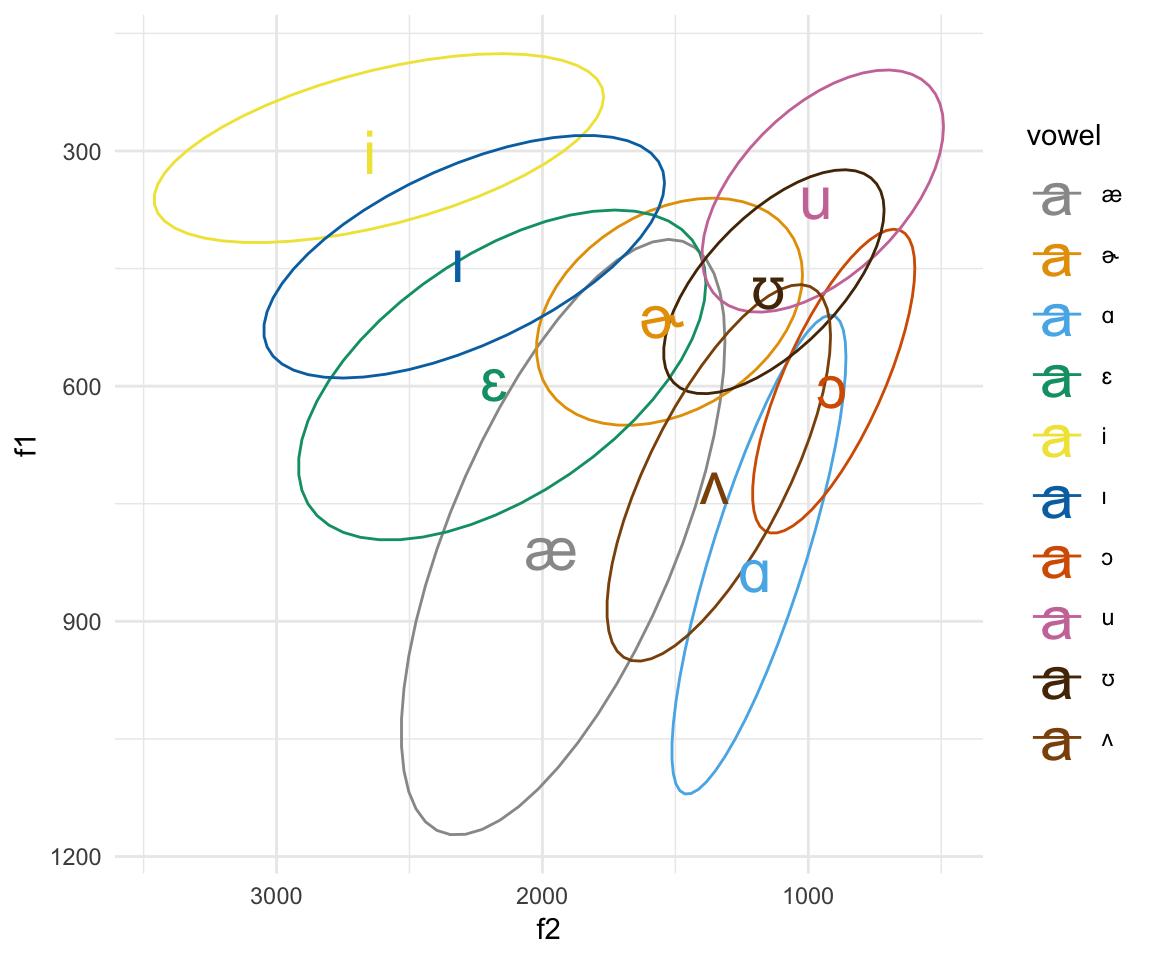 i
u
ɪ
ʊ
ɚ
ɛ
ɔ
ʌ
æ
ɑ
300
600
900
1200
f1
3000 2000 1000
f2
vowel
a æ
a ɚ
a ɑ
a ɛ
a i
a ɪ
a ɔ
a u
a ʊ
a ʌ